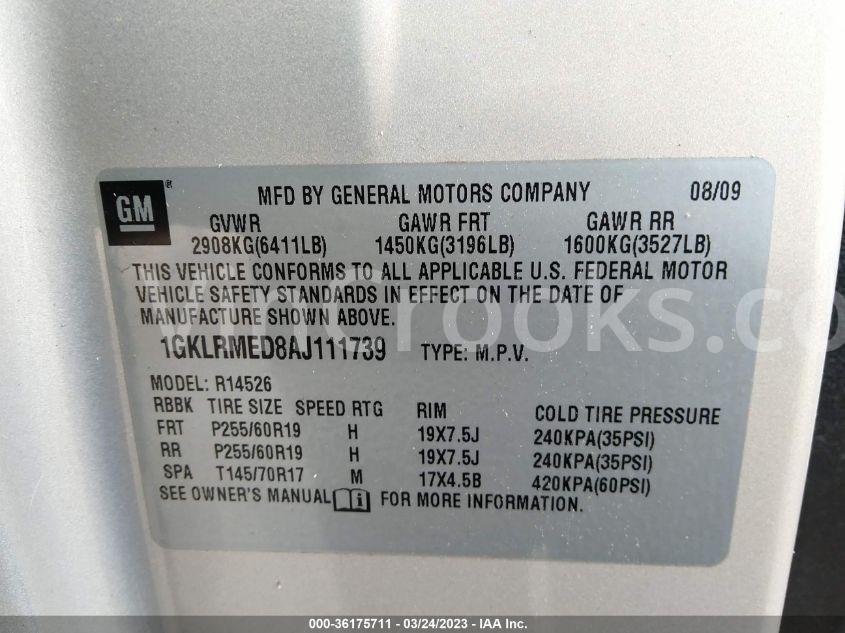 GM®
MFD BY GENERAL MOTORS COMPANY 08/09
GVWR GAWR FRT GAWR RR
2908KG(6411LB) 1450KG(3196LB) 1600KG(3527LB)
THIS VEHICLE CONFORMS TO ALL APPLICABLE U.S. FEDERAL MOTOR
VEHICLE SAFETY STANDARDS IN EFFECT ON THE DATE OF
MANUFACTURE SHOWN ABOVE.
VinCrooks.com
1GKLRMED8AJ111739 TYPE: M.P.V.
MODEL: R14526
RBBK TIRE SIZE SPEED RTG RIM COLD TIRE PRESSURE
FRT P255/60R19 H 19X7.5J 240KPA(35PSI)
RR P255/60R19 H 19X7.5J 240KPA(35PSI)
SPA T145/70R17 M 17X4.5B 420KPA(60PSI)
SEE OWNER'S MANUAL i FOR MORE INFORMATION.
000-36175711 - 03/24/2023 - IAA Inc.